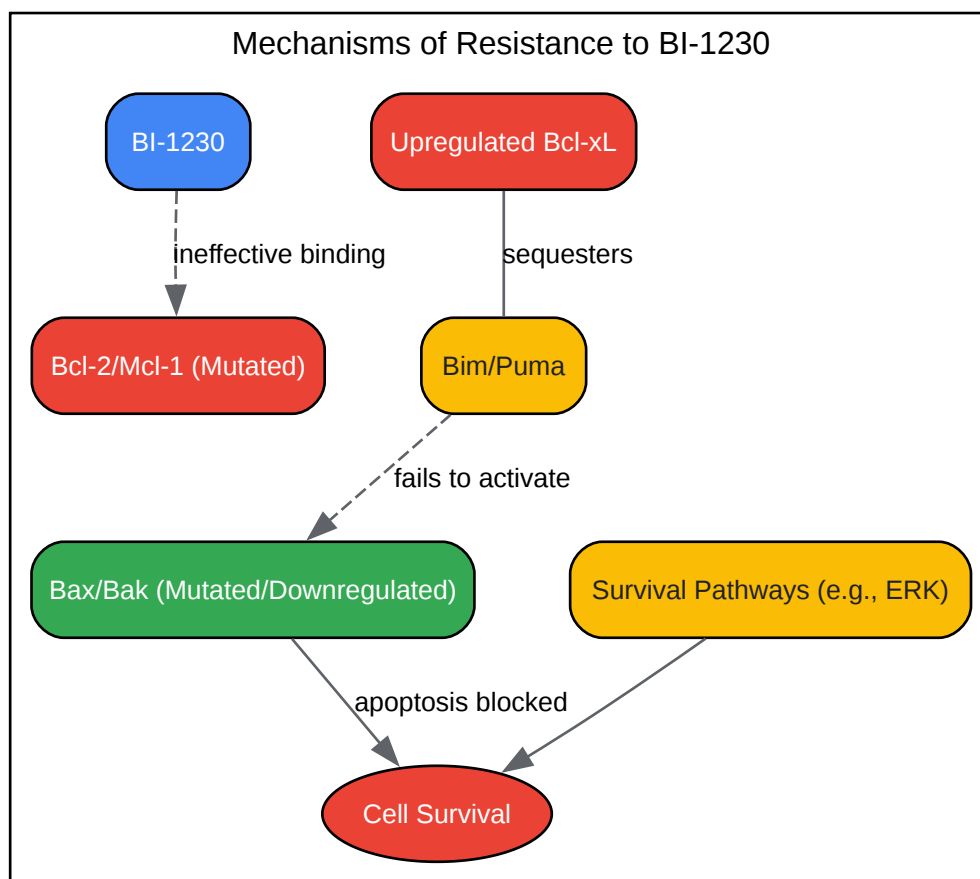 Mechanisms of Resistance to BI-1230
BI-1230
Upregulated Bcl-xL
ineffective binding
sequesters
Bcl-2/Mcl-1 (Mutated)
Bim/Puma
fails to activate
Bax/Bak (Mutated/Downregulated)
Survival Pathways (e.g., ERK)
apoptosis blocked
Cell Survival